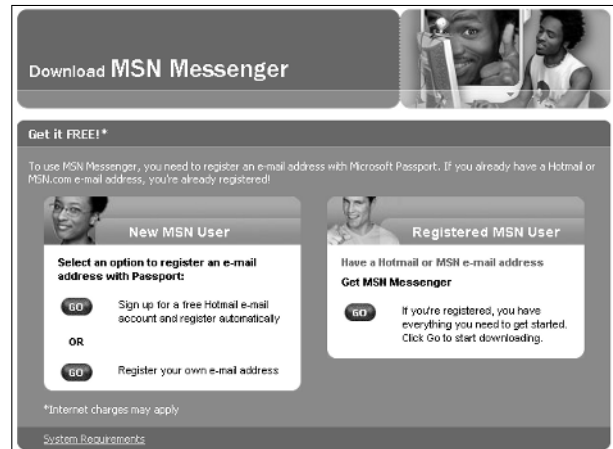 Download MSN Messenger
Get it FREE!*
To use MSN Messenger, you need to register an e-mail address with Microsoft Passport. If you already have a Hotmail or
MSN.com e-mail address, you're already registered!
New MSN User
Select an option to register an e-mail
address with Passport:
GO
Sign up for a free Hotmail e-mail
account and register automatically
OR
GO
Register your own e-mail address
Registered MSN User
Have a Hotmail or MSN e-mail address
Get MSN Messenger
GO
If you're registered, you have
everything you need to get started.
Click Go to start downloading.
*Internet charges may apply
System Requirements